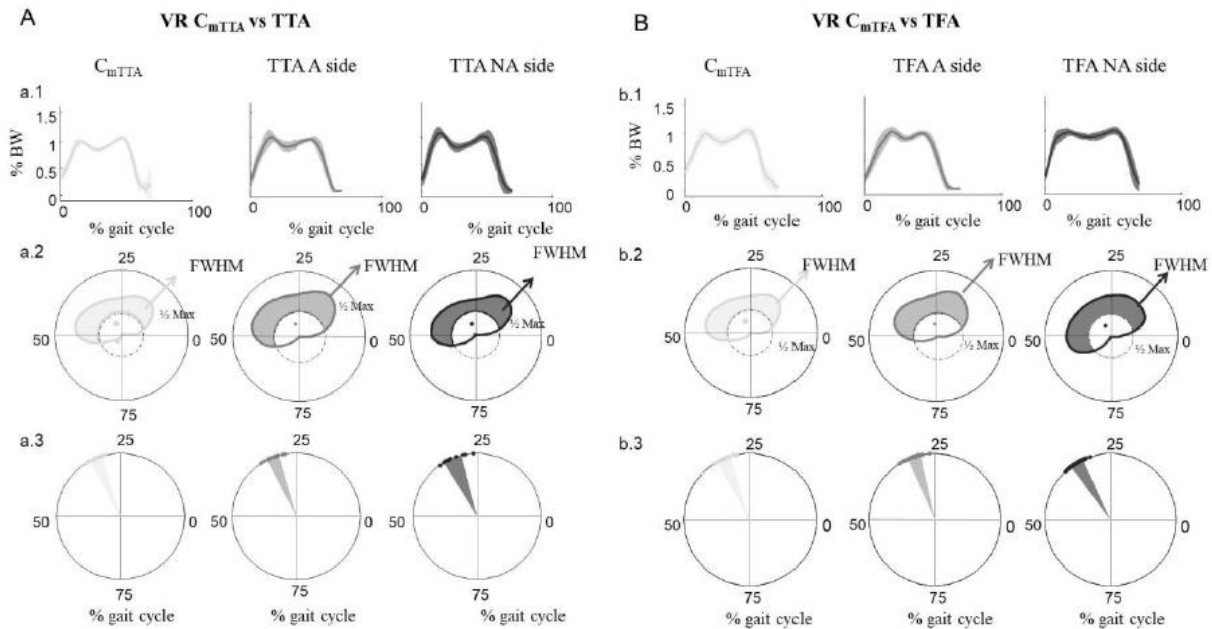 A
VR CmTTA vs TTA
CmTTA
TTA A side
TTA NA side
a.1
% BW
1.5
1
0.5
0
0
100
0
100
0
100
% gait cycle
% gait cycle
% gait cycle
a.2
25
FWHM
½ Max
50
0
75
25
FWHM
½ Max
50
0
75
25
FWHM
½ Max
50
0
75
a.3
25
50
0
75
% gait cycle
25
50
0
75
% gait cycle
25
50
0
75
% gait cycle
B
VR CmTFA vs TFA
CmTFA
TFA A side
TFA NA side
b.1
% BW
1.5
1
0.5
0
0
100
0
100
0
100
% gait cycle
% gait cycle
% gait cycle
b.2
25
FWHM
50
0
½ Max
75
25
FWHM
50
0
½ Max
75
25
FWHM
50
0
½ Max
75
b.3
25
50
0
75
% gait cycle
25
50
0
75
% gait cycle
25
50
0
75
% gait cycle